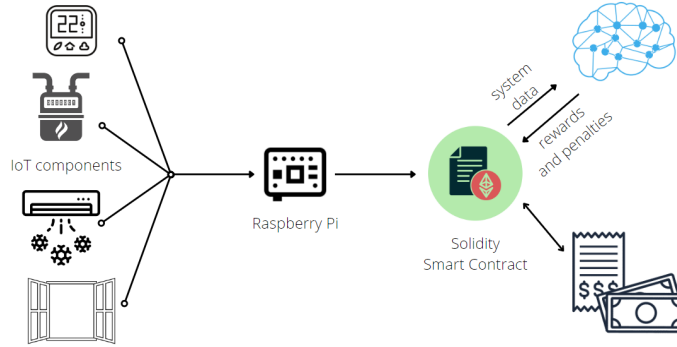 22°
IoT components
Raspberry Pi
Solidity
Smart Contract
system
data
rewards
and penalties
$$$